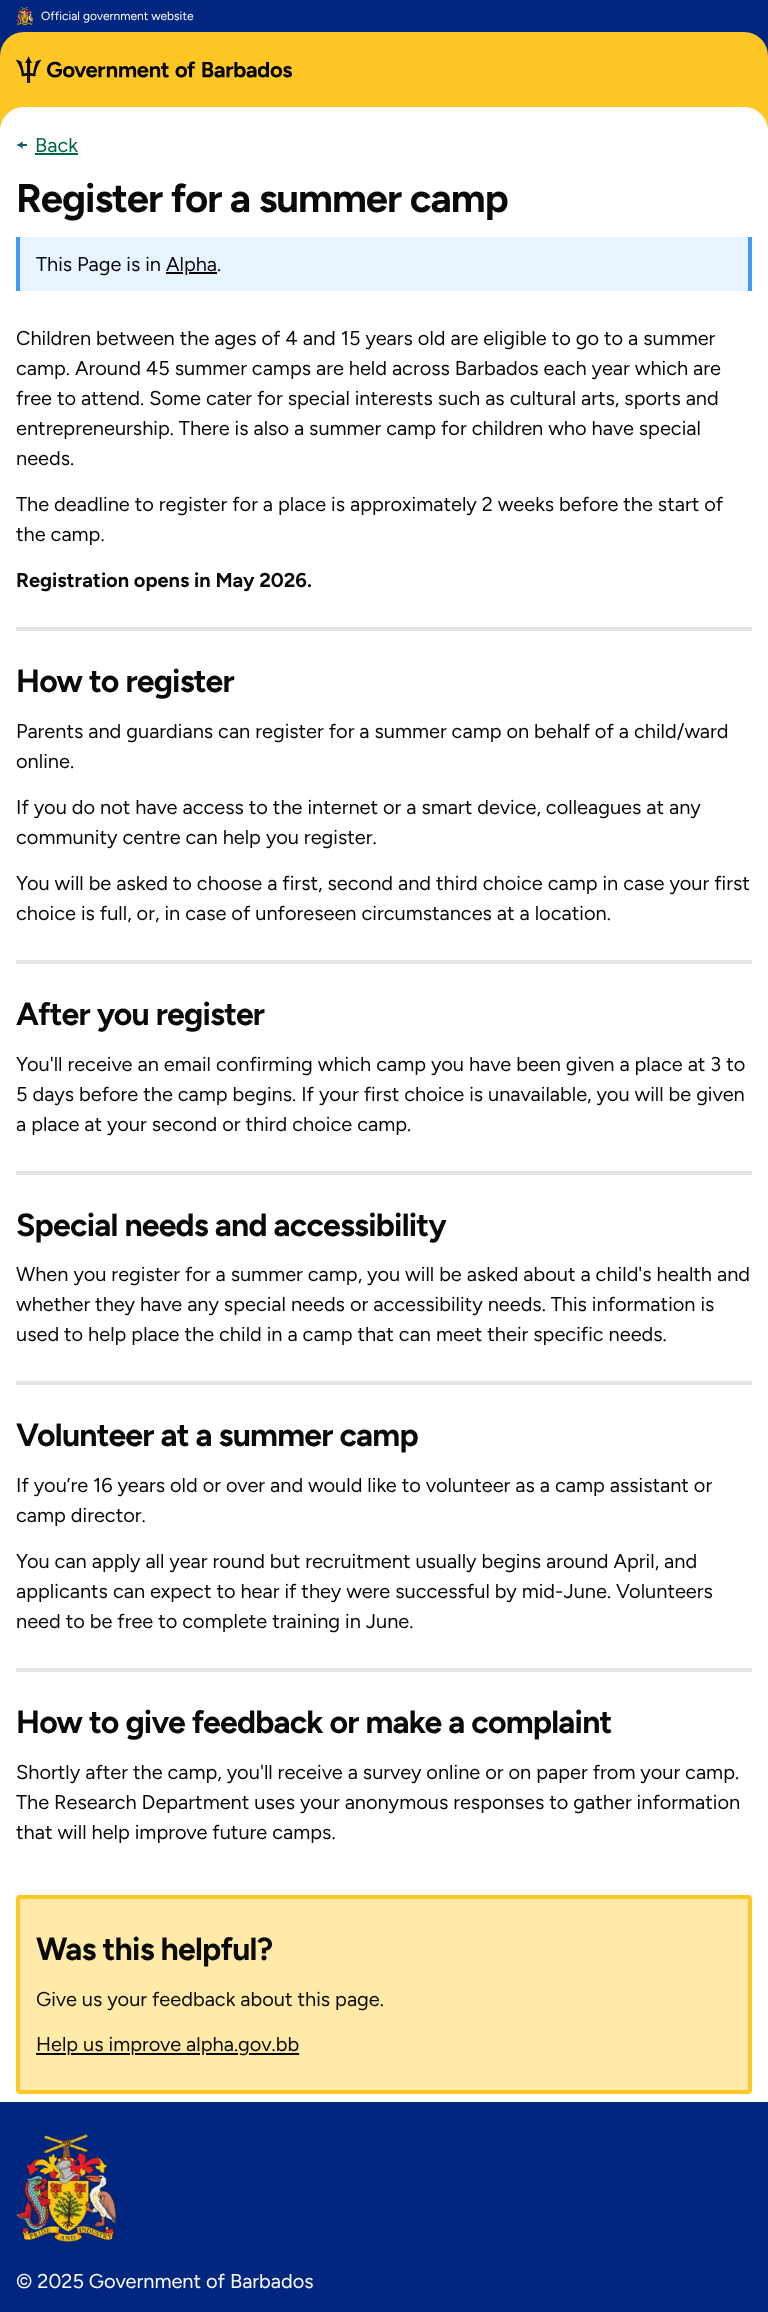 Official government website
Government of Barbados
Back
Register for a summer camp
This Page is in Alpha.
Children between the ages of 4 and 15 years old are eligible to go to a summer
camp. Around 45 summer camps are held across Barbados each year which are
free to attend. Some cater for special interests such as cultural arts, sports and
entrepreneurship. There is also a summer camp for children who have special
needs.
The deadline to register for a place is approximately 2 weeks before the start of
the camp.
Registration opens in May 2026.
How to register
Parents and guardians can register for a summer camp on behalf of a child/ward
online.
If you do not have access to the internet or a smart device, colleagues at any
community centre can help you register.
You will be asked to choose a first, second and third choice camp in case your first
choice is full, or, in case of unforeseen circumstances at a location.
After you register
You'll receive an email confirming which camp you have been given a place at 3 to
5 days before the camp begins. If your first choice is unavailable, you will be given
a place at your second or third choice camp.
Special needs and accessibility
When you register for a summer camp, you will be asked about a child's health and
whether they have any special needs or accessibility needs. This information is
used to help place the child in a camp that can meet their specific needs.
Volunteer at a summer camp
If you’re 16 years old or over and would like to volunteer as a camp assistant or
camp director.
You can apply all year round but recruitment usually begins around April, and
applicants can expect to hear if they were successful by mid-June. Volunteers
need to be free to complete training in June.
How to give feedback or make a complaint
Shortly after the camp, you'll receive a survey online or on paper from your camp.
The Research Department uses your anonymous responses to gather information
that will help improve future camps.
Was this helpful?
Give us your feedback about this page.
Help us improve alpha.gov.bb
PRIDE AND INDUSTRY
© 2025 Government of Barbados